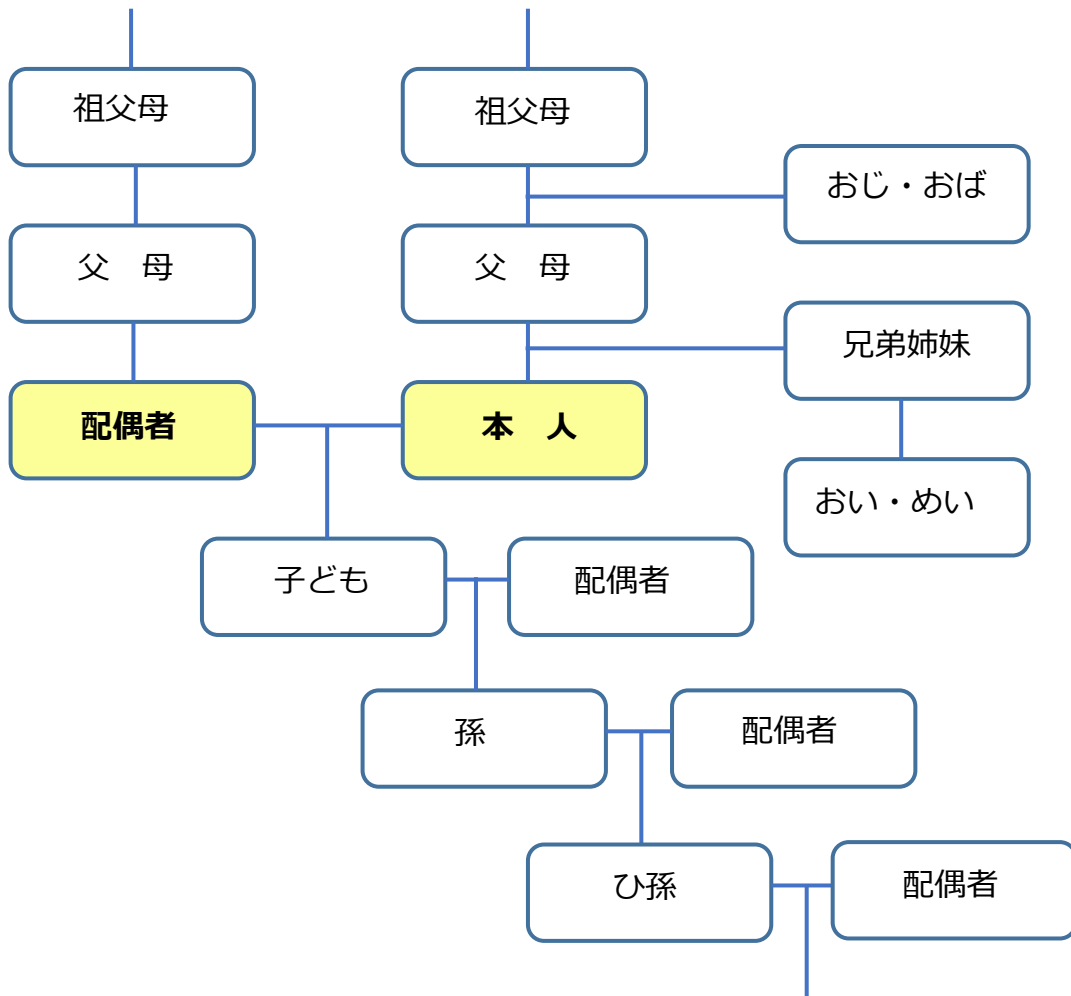 祖父母
祖父母
おじ・おば
父　母
父　母
兄弟姉妹
配偶者
本　人
おい・めい
子ども
配偶者
孫
配偶者
ひ孫
配偶者